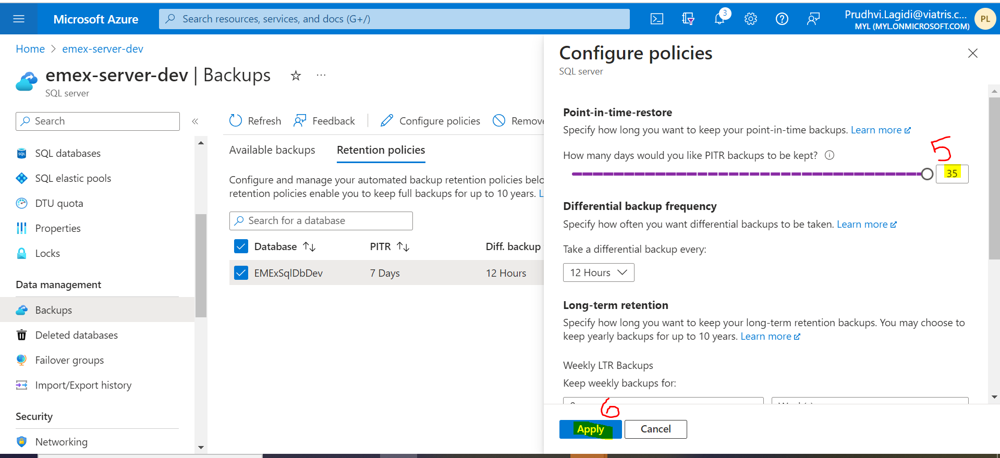 Microsoft Azure
Search resources, services, and docs (G+/)
3
Prudhvi.Lagidi@viatris.c...
MYL (MYL.ONMICROSOFT.COM)
PL
Home > emex-server-dev
emex-server-dev | Backups
...
SQL server
Search
«
SQL databases
SQL elastic pools
DTU quota
Properties
Locks
Data management
Backups
Deleted databases
Failover groups
Import/Export history
Security
Networking
Refresh
Feedback
Configure policies
Remove
Available backups
Retention policies
Configure and manage your automated backup retention policies belo
retention policies enable you to keep full backups for up to 10 years. L
Search for a database
Database ↑↓ PITR ↑↓ Diff. backup
EMExSqlDbDev 7 Days 12 Hours
Configure policies
SQL server
Point-in-time-restore
Specify how long you want to keep your point-in-time backups. Learn more
5
How many days would you like PITR backups to be kept?
35
Differential backup frequency
Specify how often you want differential backups to be taken. Learn more
Take a differential backup every:
12 Hours
Long-term retention
Specify how long you want to keep your long-term retention backups. You may choose to
keep yearly backups for up to 10 years. Learn more
Weekly LTR Backups
Keep weekly backups for:
6
Apply
Cancel